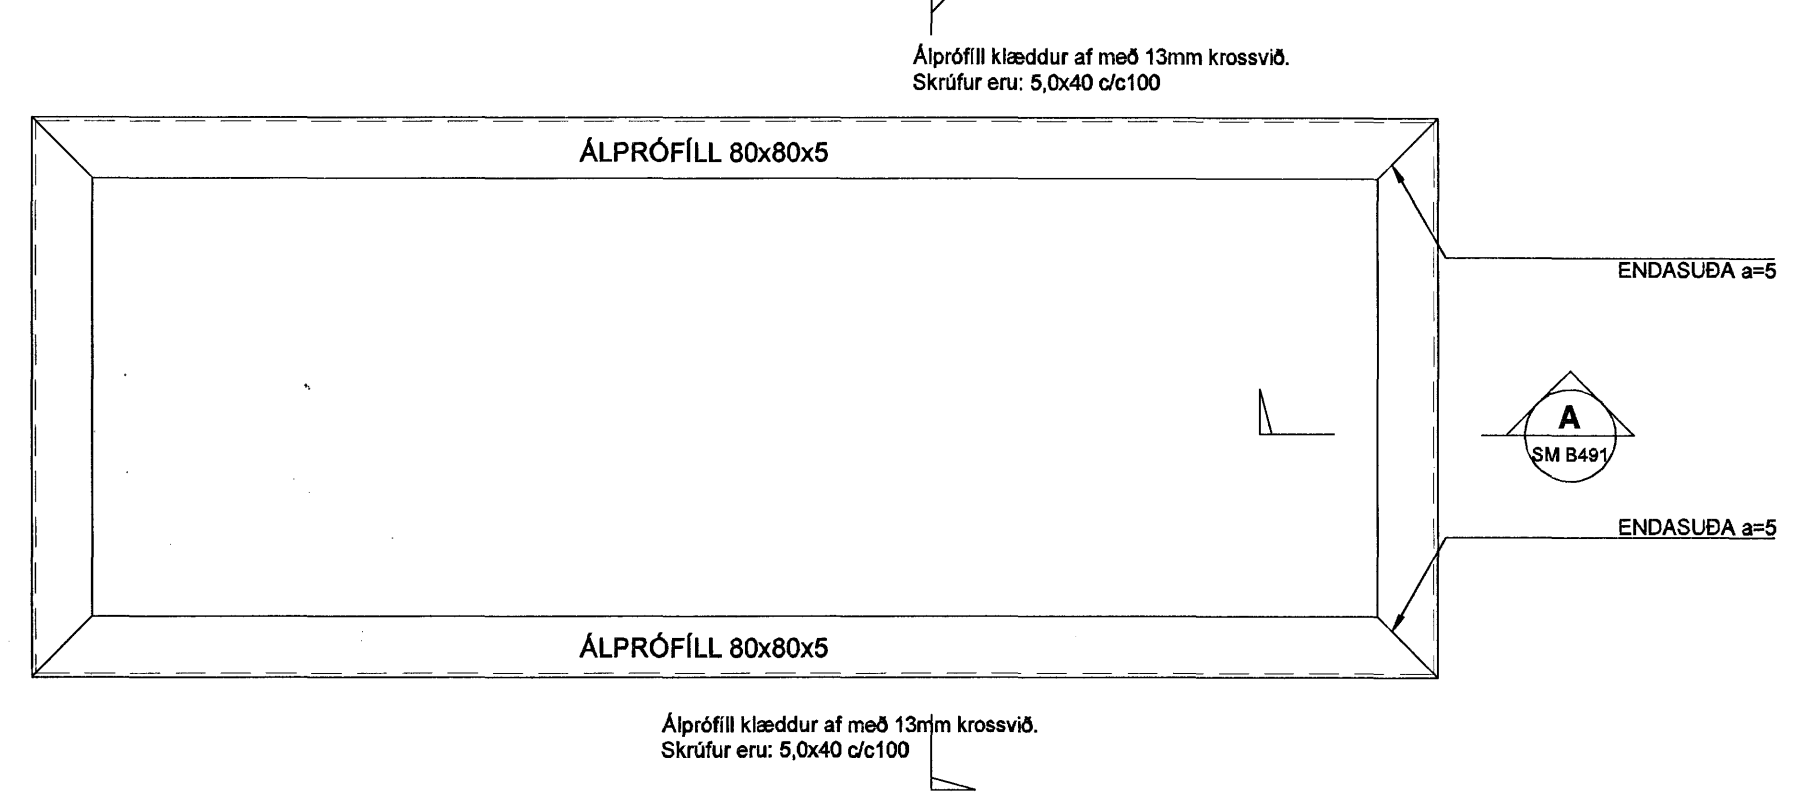 Álprófíll klæddur af með 13mm krossvið.
Skrúfur eru: 5,0x40 c/c100
ÁLPRÓFÍLL 80x80x5
ENDASUÐA a=5
A
SM B491
ENDASUÐA a=5
ÁLPRÓFÍLL 80x80x5
Álprófíll klæddur af með 13mm krossvið.
Skrúfur eru: 5,0x40 c/c100